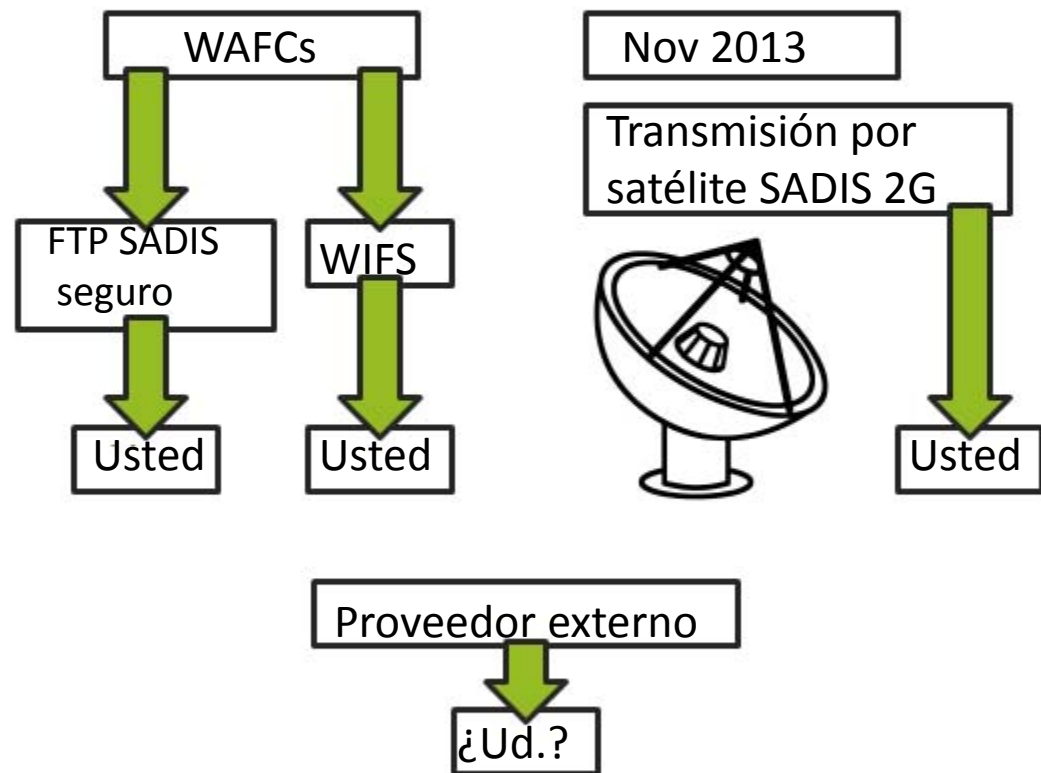 WAFCs
FTP SADIS
seguro
WIFS
Usted
Usted
Nov 2013
Transmisión por
satélite SADIS 2G
Usted
Proveedor externo
¿Ud.?